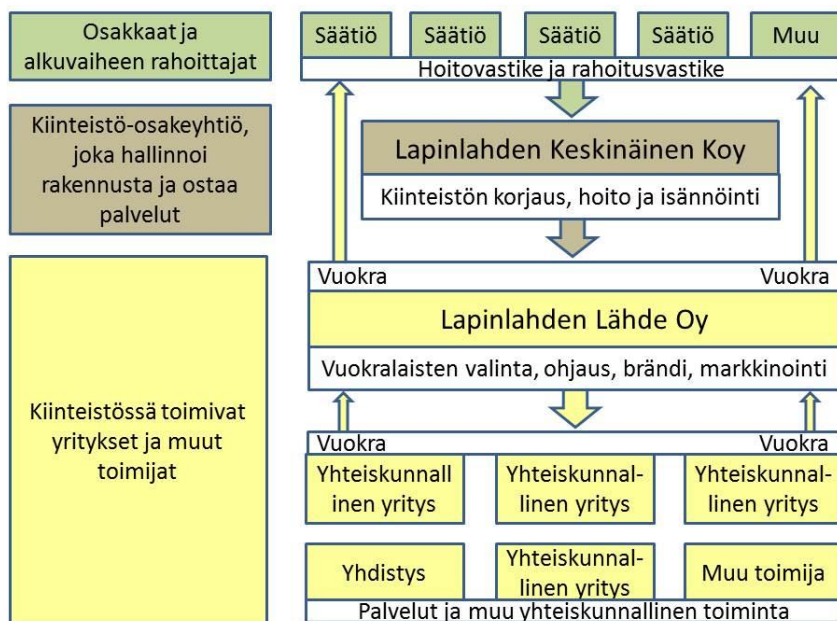 Osakkaat ja
alkuvaiheen rahoittajat
Säätiö Säätiö Säätiö Säätiö Muu
Hoitovastike ja rahoitusvastike
Kiinteistö-osakeyhtiö,
joka hallinnoi
rakennusta ja ostaa
palvelut
Lapinlahden Keskinäinen Koy
Kiinteistön korjaus, hoito ja isännöinti
Vuokra Vuokra
Lapinlahden Lähde Oy
Vuokralaisten valinta, ohjaus, brändi, markkinointi
Kiinteistössä toimivat
yritykset ja muut
toimijat
Vuokra Vuokra
Yhteiskunnall Yhteiskunnal- Yhteiskunnal-
inen yritys linen yritys linen yritys
Yhdistys
Yhteiskunnal-
linen yritys
Muu toimija
Palvelut ja muu yhteiskunnallinen toiminta